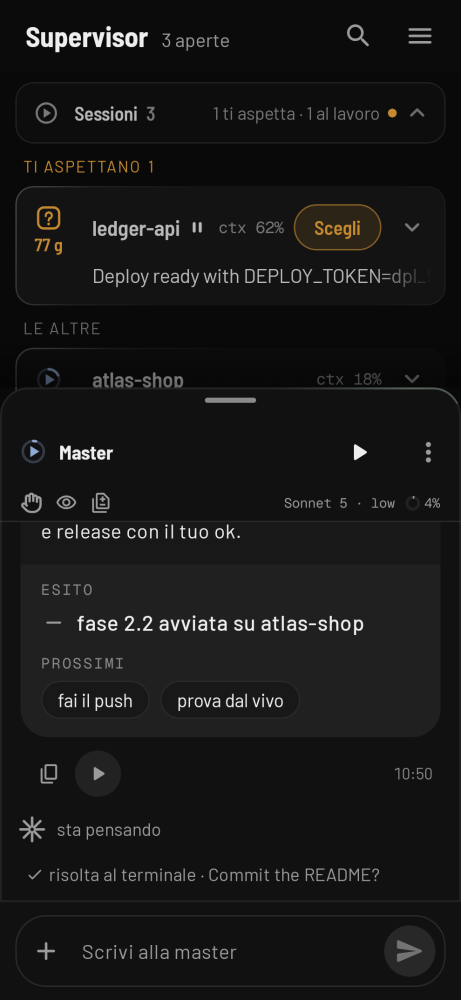 Supervisor 3 aperte
Sessioni 3 1 ti aspetta · 1 al lavoro
TI ASPETTANO 1
ledger-api ctx 62% Scegli
77 g
Deploy ready with DEPLOY_TOKEN=dpl_
LE ALTRE
atlas-shop ctx 18%
Master
Sonnet 5 · low 4%
e release con il tuo ok.
ESITO
— fase 2.2 avviata su atlas-shop
PROSSIMI
fai il push prova dal vivo
10:50
sta pensando
✓ risolta al terminale · Commit the README?
Scrivi alla master